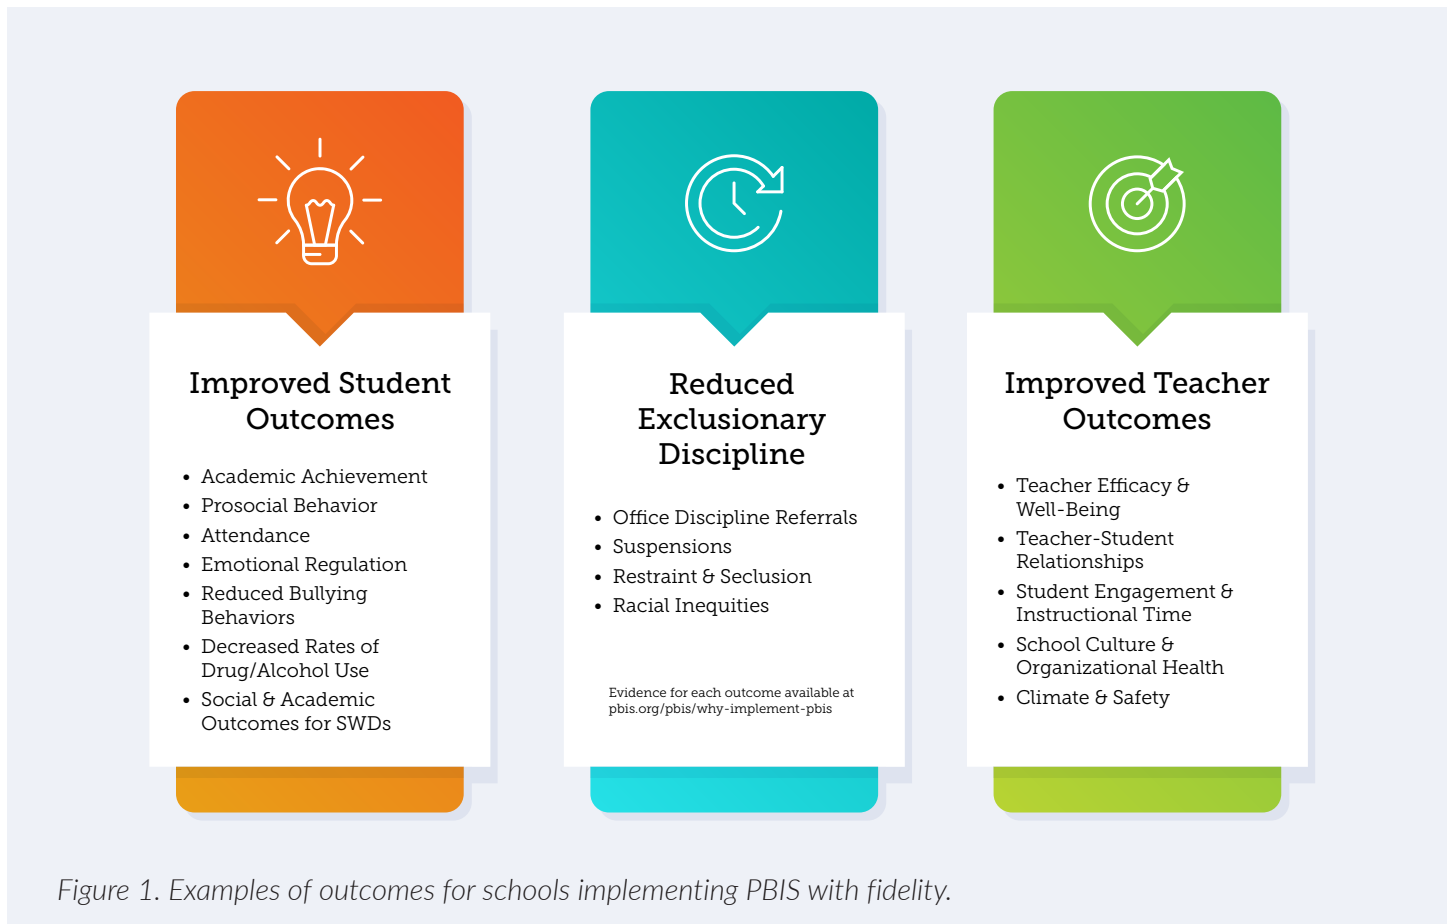 Improved Student
Outcomes
• Academic Achievement
• Prosocial Behavior
• Attendance
• Emotional Regulation
• Reduced Bullying
Behaviors
• Decreased Rates of
Drug/Alcohol Use
• Social & Academic
Outcomes for SWDs
Reduced
Exclusionary
Discipline
• Office Discipline Referrals
• Suspensions
• Restraint & Seclusion
• Racial Inequities
Evidence for each outcome available at
pbis.org/pbis/why-implement-pbis
Improved Teacher
Outcomes
• Teacher Efficacy &
Well-Being
• Teacher-Student
Relationships
• Student Engagement &
Instructional Time
• School Culture &
Organizational Health
• Climate & Safety
Figure 1. Examples of outcomes for schools implementing PBIS with fidelity.